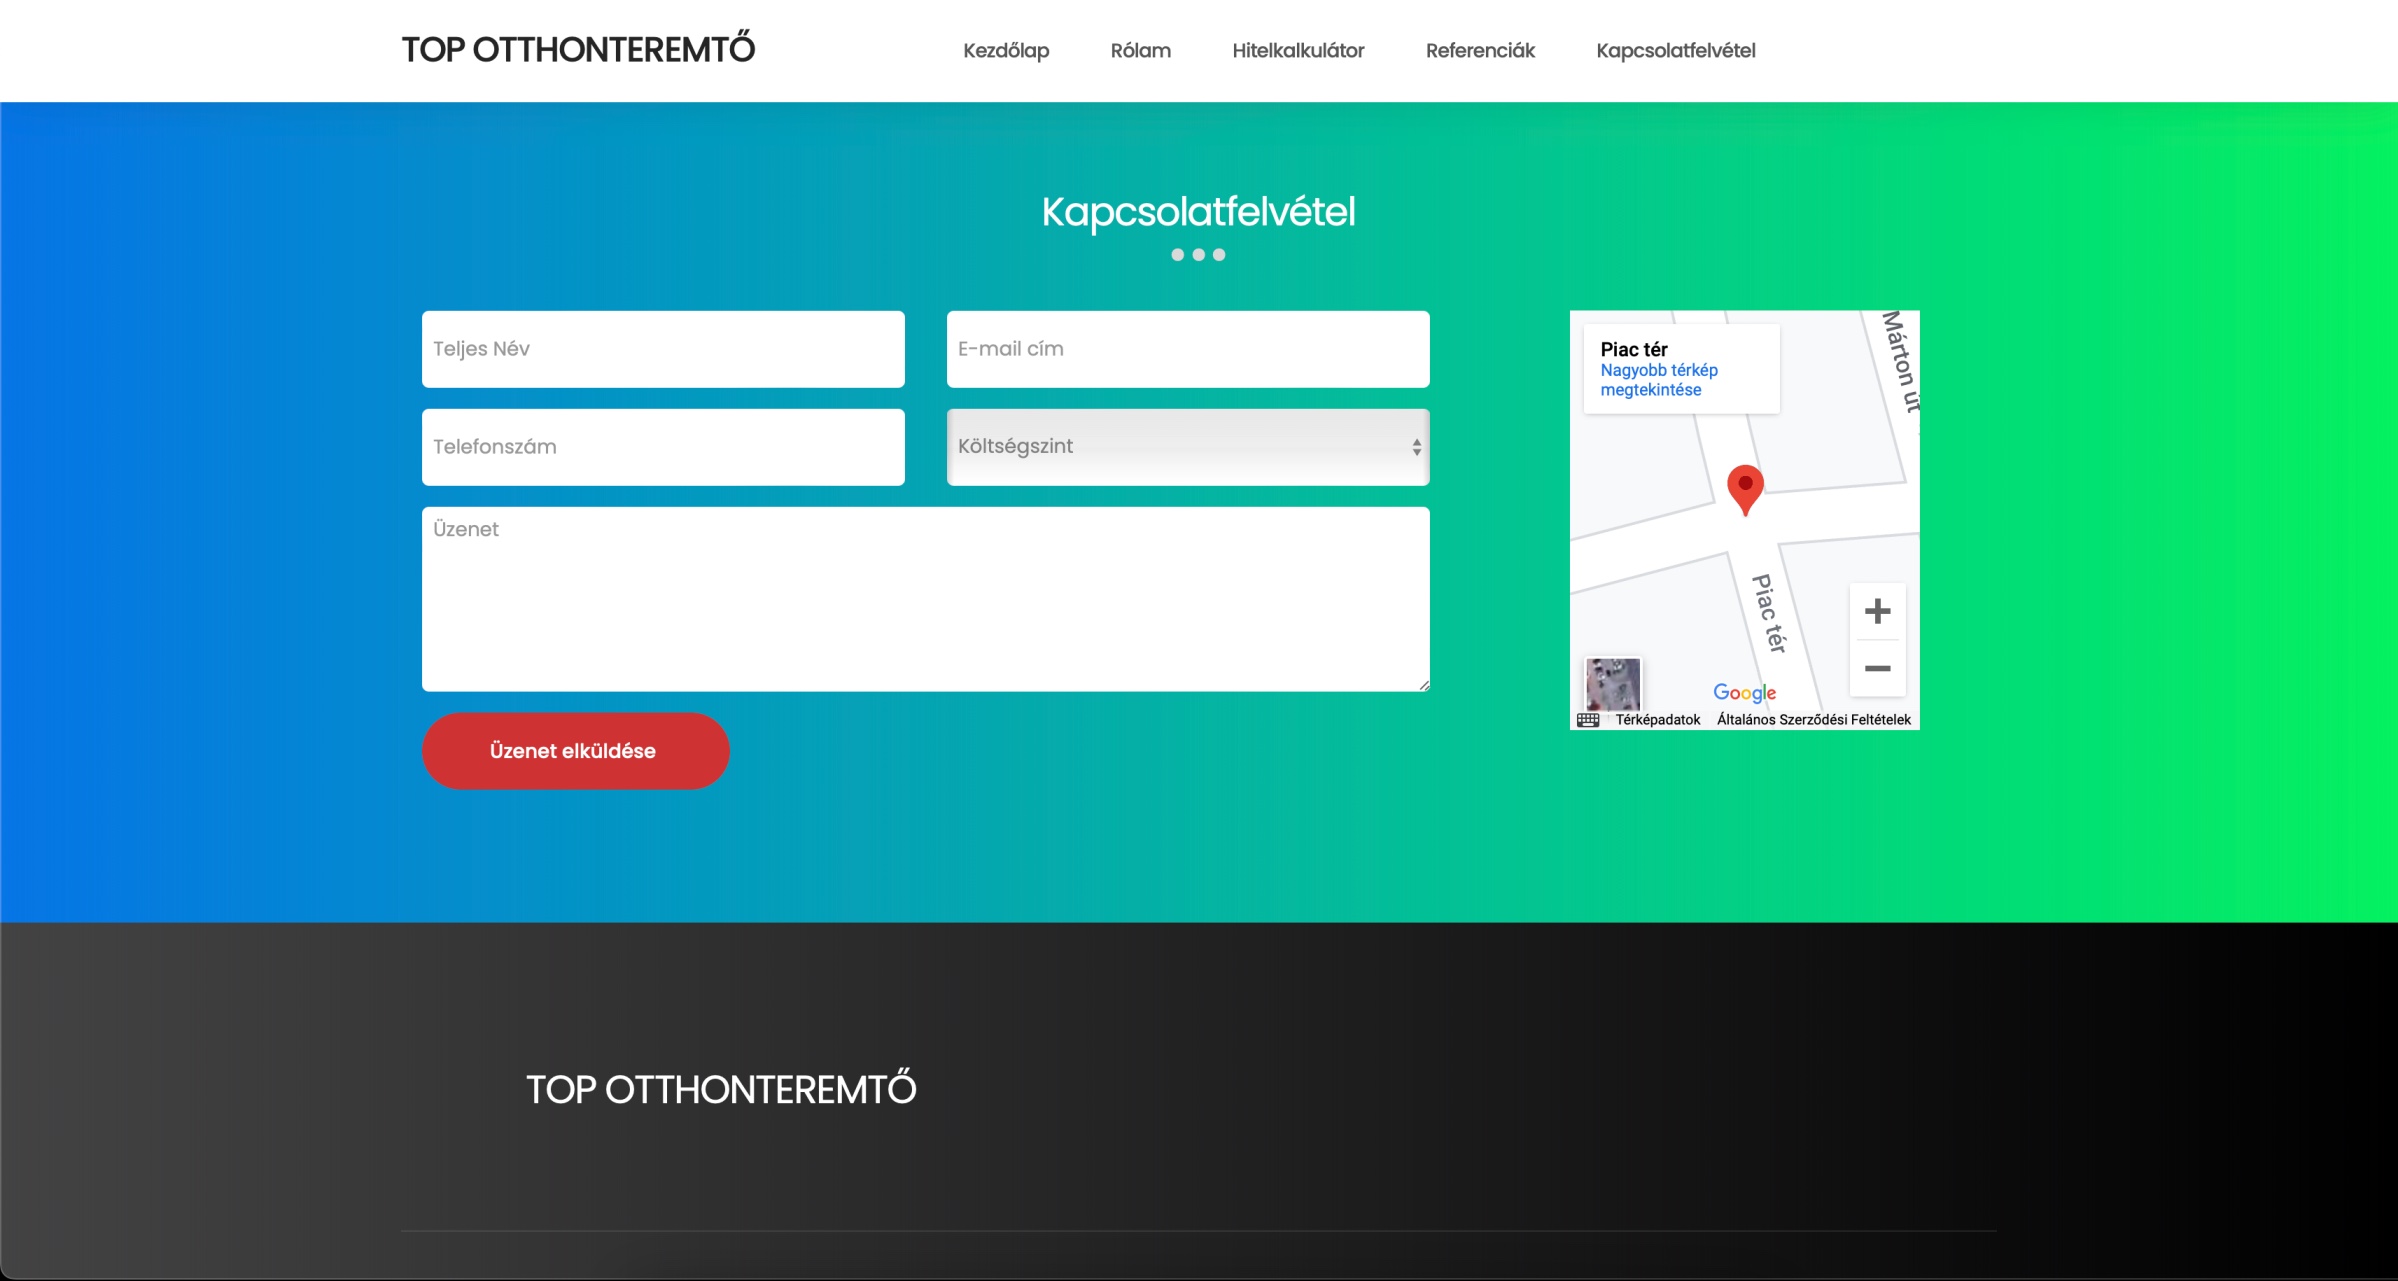 TOP OTTHONTEREMTŐ
Kezdőlap Rólam Hitelkalkulátor Referenciák Kapcsolatfelvétel
Kapcsolatfelvétel
Teljes Név
E-mail cím
Telefonszám
Költségszint
Üzenet
Üzenet elküldése
Piac tér
Nagyobb térkép
megtekintése
Márton út
Piac tér
Google
Térképadatok Általános Szerződési Feltételek
TOP OTTHONTEREMTŐ